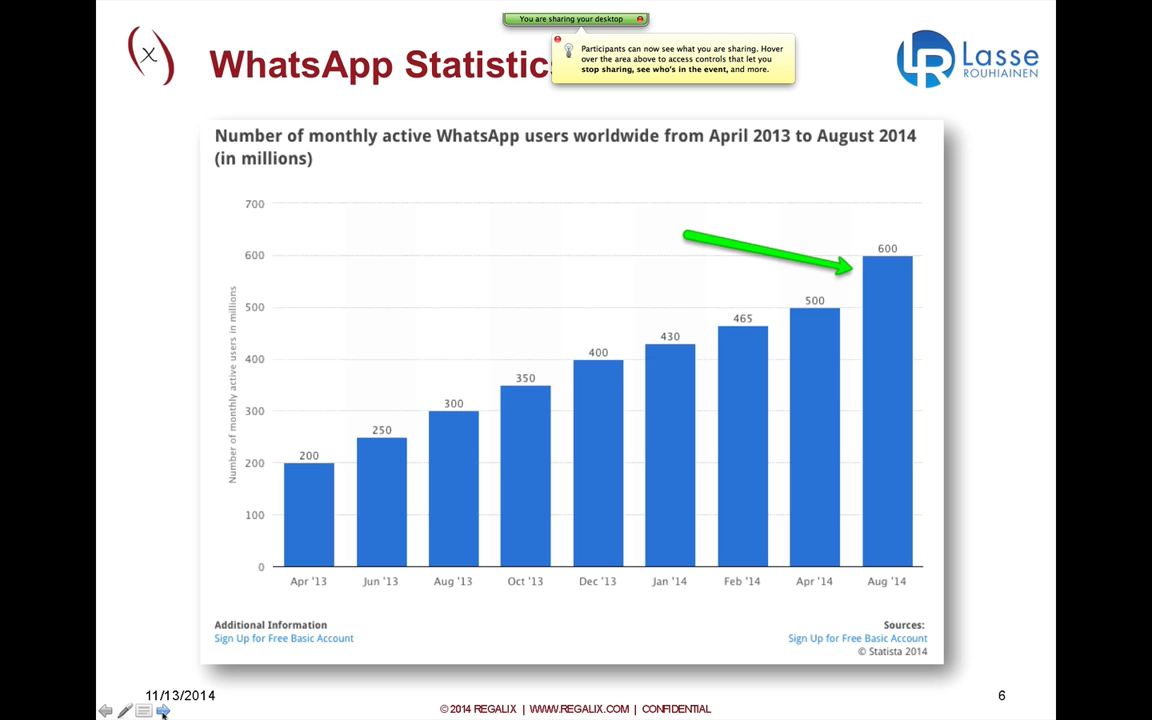 You are sharing your desktop
Participants can now see what you are sharing. Hover
over the area above to access controls that let you
stop sharing, see who's in the event, and more.
(x)
WhatsApp Statistics
LR Lasse
ROUHIAINEN
Number of monthly active WhatsApp users worldwide from April 2013 to August 2014
(in millions)
Number of monthly active users in millions
700
600
500
400
300
200
100
0
200
250
300
350
400
430
465
500
600
Apr '13 Jun '13 Aug '13 Oct '13 Dec '13 Jan '14 Feb '14 Apr '14 Aug '14
Additional Information
Sign Up for Free Basic Account
Sources:
Sign Up for Free Basic Account
© Statista 2014
11/13/2014
© 2014 REGALIX | WWW.REGALIX.COM | CONFIDENTIAL
6